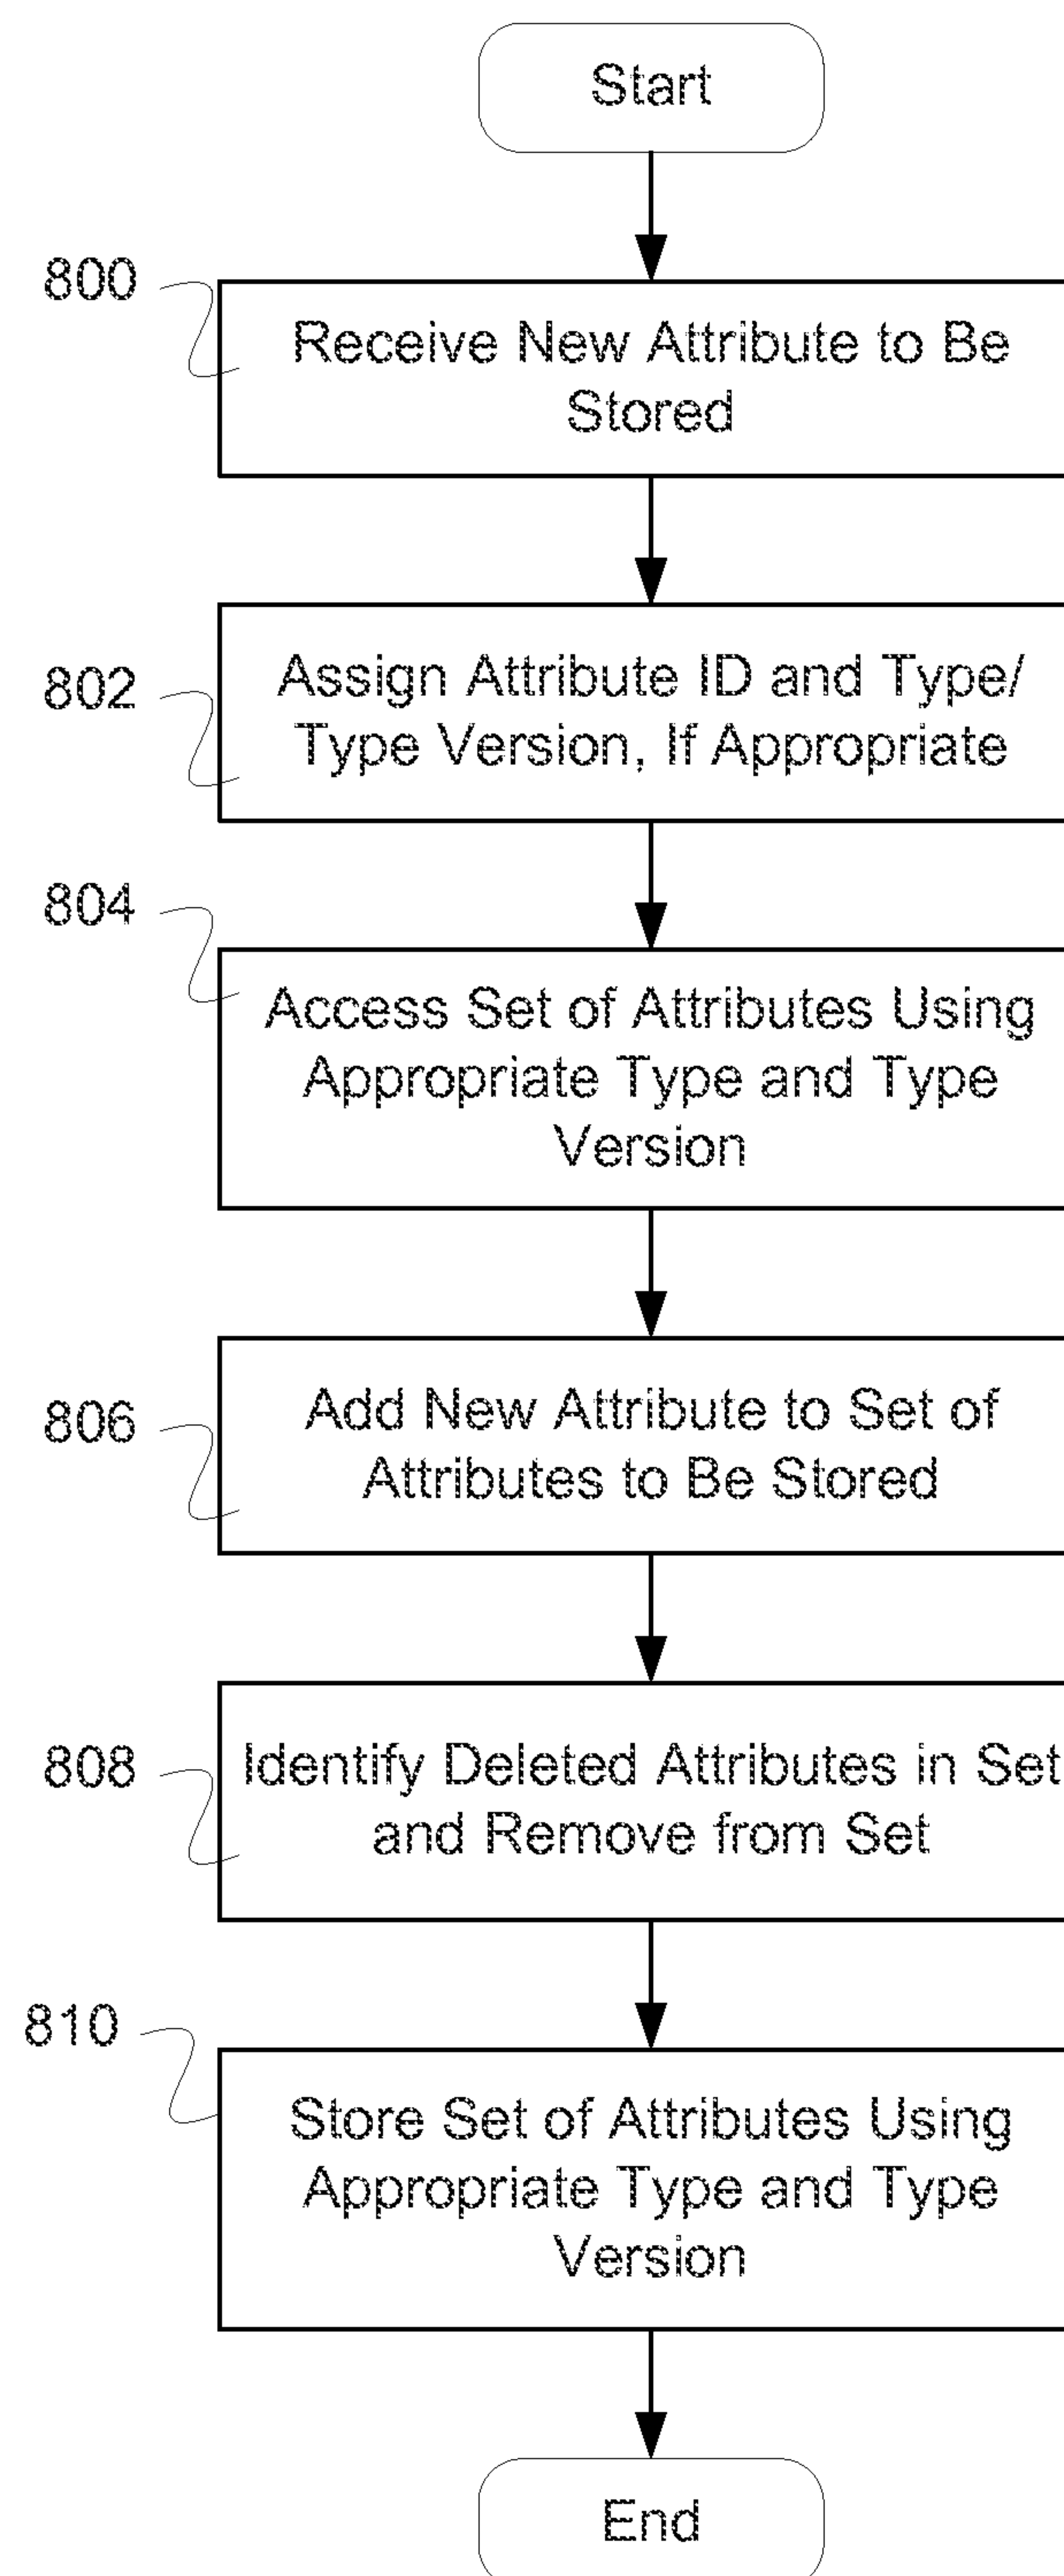 Start
800
Receive New Attribute to Be
Stored
802
Assign Attribute ID and Type/
Type Version, If Appropriate
804
Access Set of Attributes Using
Appropriate Type and Type
Version
806
Add New Attribute to Set of
Attributes to Be Stored
808
Identify Deleted Attributes in Set
and Remove from Set
810
Store Set of Attributes Using
Appropriate Type and Type
Version
End